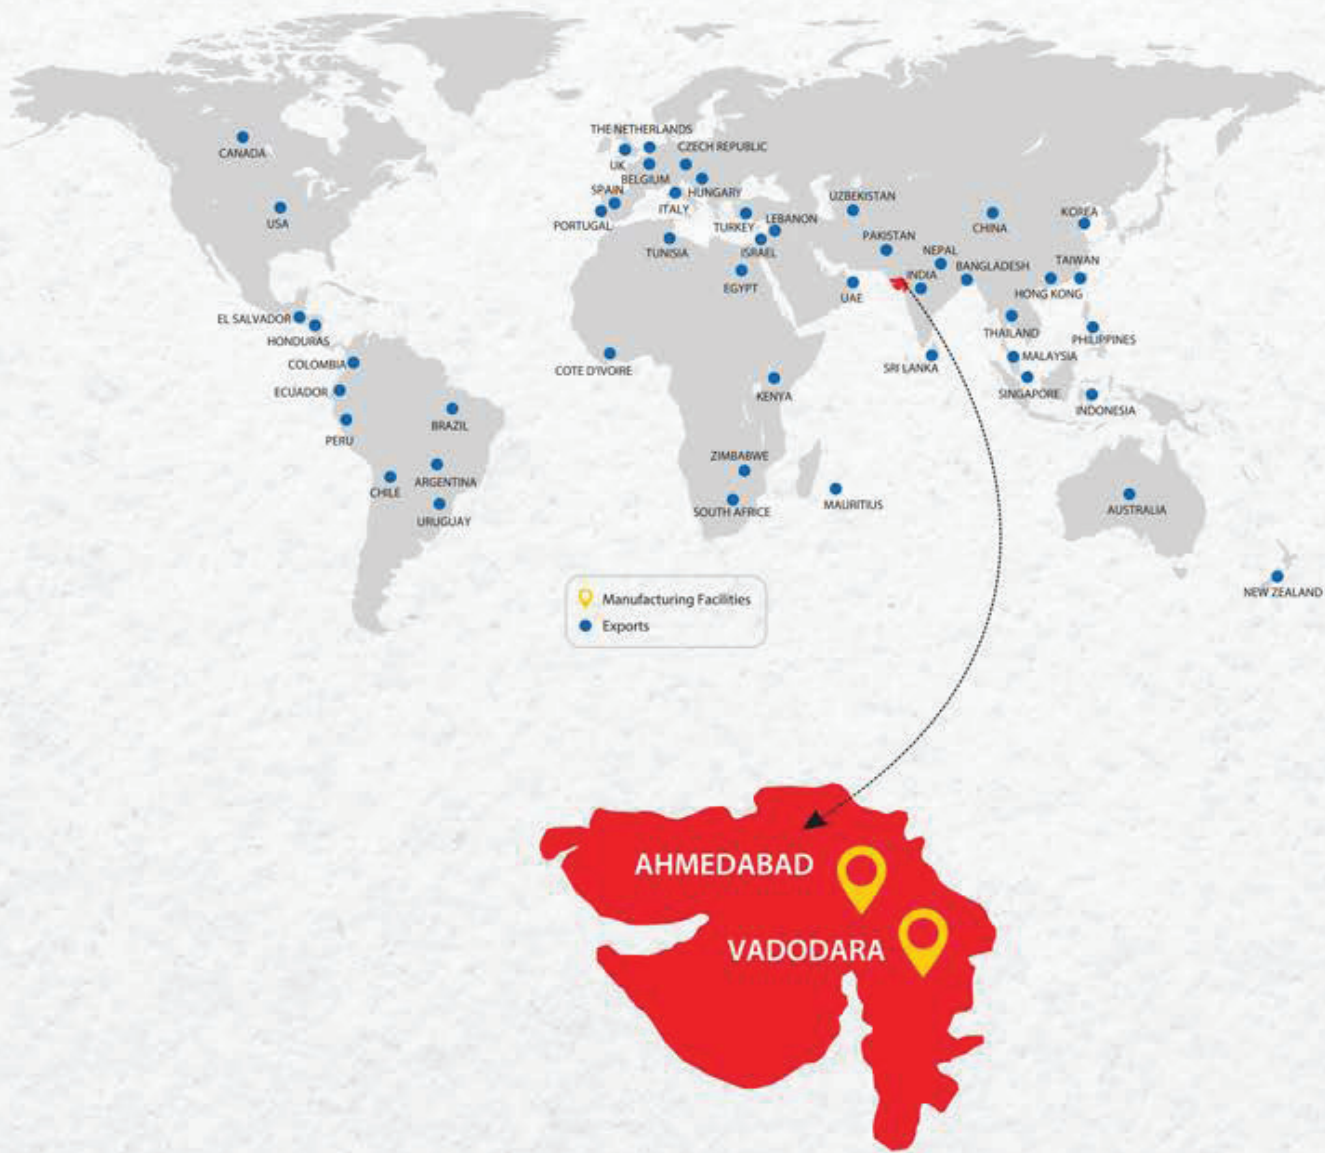 THE NETHERLANDS
CANADA
UK
CZECH REPUBLIC
BELGIUM
SPAIN
HUNGARY
USA
PORTUGAL
ITALY
TURKEY
LEBANON
UZBEKISTAN
CHINA
KOREA
TUNISIA
ISRAEL
PAKISTAN
NEPAL
BANGLADESH
TAIWAN
EGYPT
UAE
INDIA
HONG KONG
EL SALVADOR
HONDURAS
THAILAND
PHILIPPINES
COLOMBIA
COTE D'IVOIRE
SRI LANKA
MALAYSIA
ECUADOR
KENYA
SINGAPORE
INDONESIA
PERU
BRAZIL
ZIMBABWE
CHILE
ARGENTINA
URUGUAY
SOUTH AFRICE
MAURITIUS
AUSTRALIA
NEW ZEALAND
Manufacturing Facilities
Exports
AHMEDABAD
VADODARA